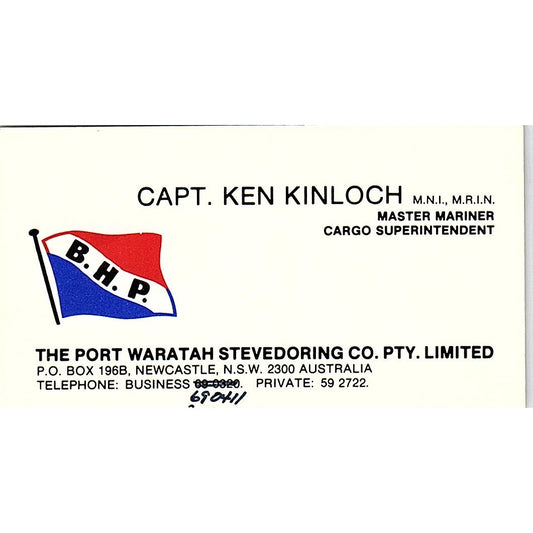 CAPT. KEN KINLOCH M.N.I., M.R.I.N.
MASTER MARINER
CARGO SUPERINTENDENT
B.H.P.
THE PORT WARATAH STEVEDORING CO. PTY. LIMITED
P.O. BOX 196B, NEWCASTLE, N.S.W. 2300 AUSTRALIA
TELEPHONE: BUSINESS 69-0320. PRIVATE: 59 2722.
690411